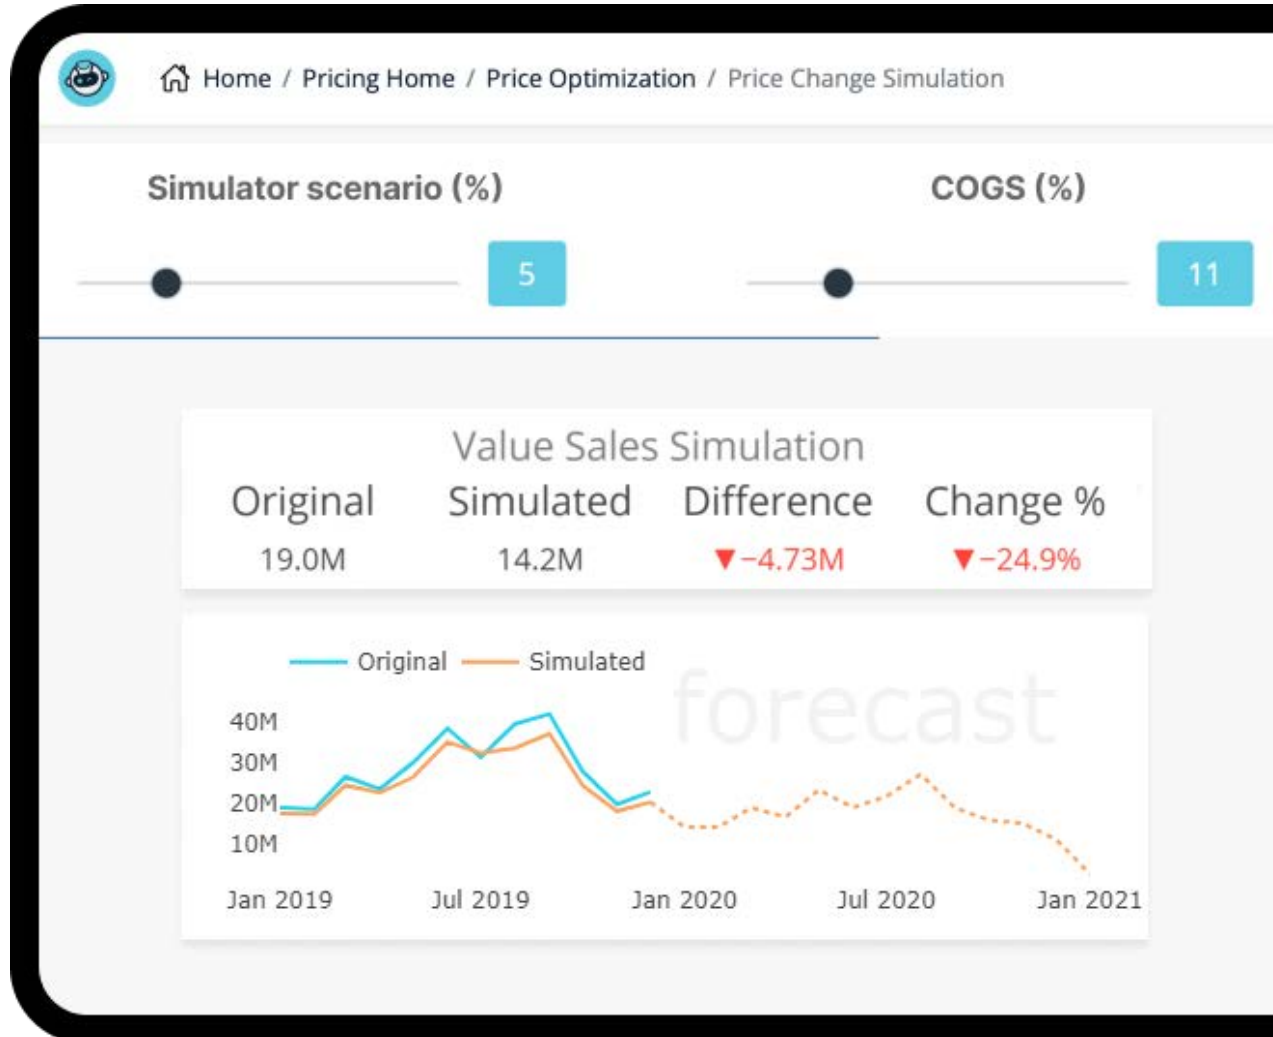 Home / Pricing Home / Price Optimization / Price Change Simulation
Simulator scenario (%)
COGS (%)
5
11
Value Sales Simulation
Original Simulated Difference Change %
19.0M 14.2M ▼−4.73M ▼−24.9%
Original Simulated
forecast
40M
30M
20M
10M
Jan 2019 Jul 2019 Jan 2020 Jul 2020 Jan 2021